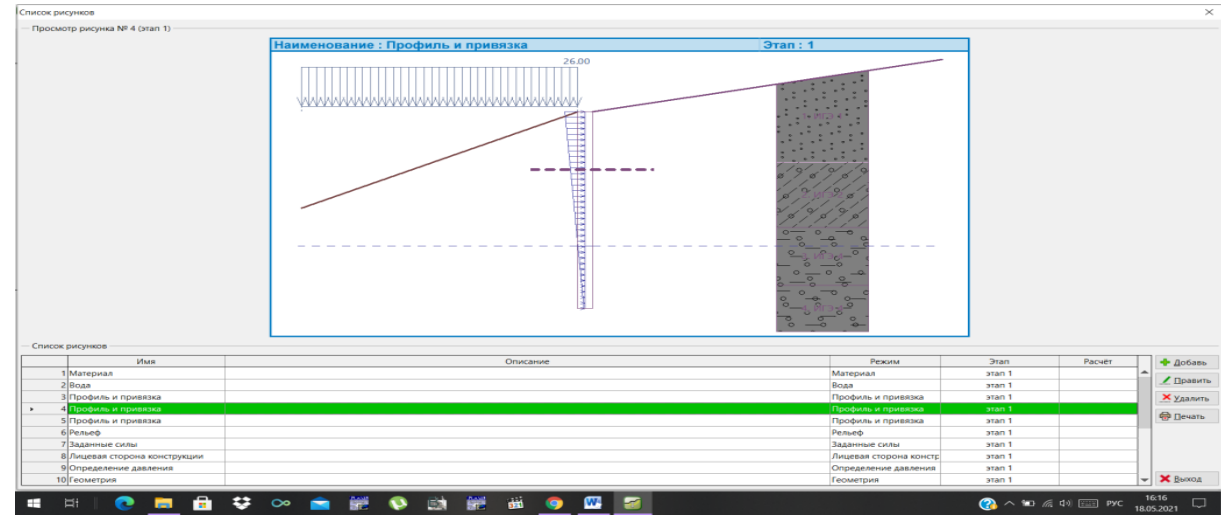 Список рисунков
Просмотр рисунка № 4 (этап 1)
Наименование : Профиль и привязка Этап : 1
26.00
Список рисунков
Имя Описание Режим Этап Расчёт
1 Материал Материал этап 1
2 Вода Вода этап 1
3 Профиль и привязка Профиль и привязка этап 1
4 Профиль и привязка Профиль и привязка этап 1
5 Профиль и привязка Профиль и привязка этап 1
6 Рельеф Рельеф этап 1
7 Заданные силы Заданные силы этап 1
8 Лицевая сторона конструкции Лицевая сторона констр этап 1
9 Определение давления Определение давления этап 1
10 Геометрия Геометрия этап 1
Добавь
Править
Удалить
Печать
Выход
РУС
16:16
18.05.2021